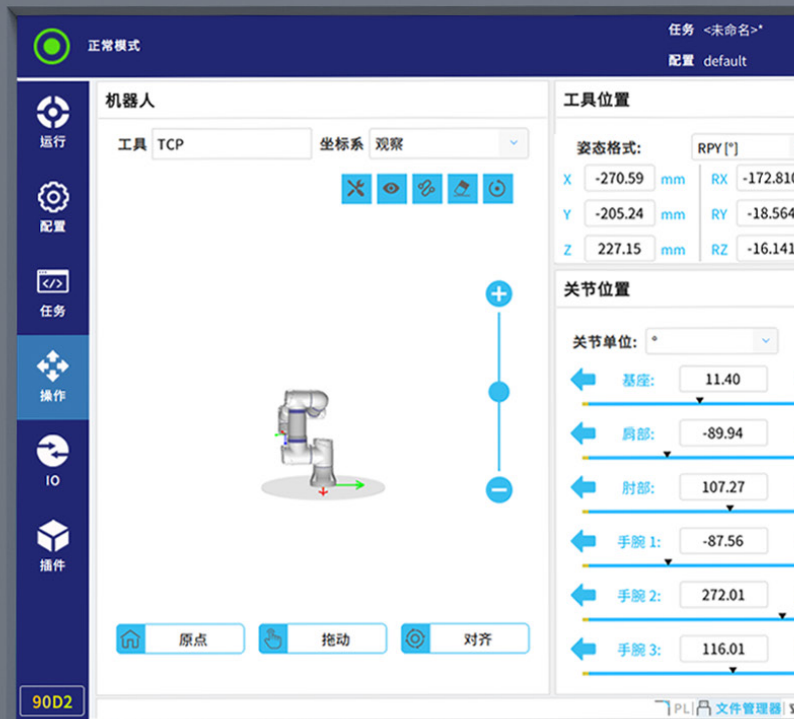 正常模式
任务 <未命名>*
配置 default
运行
配置
任务
操作
IO
插件
90D2
机器人
工具 TCP 坐标系 观察
原点 拖动 对齐
工具位置
姿态格式: RPY [°]
X -270.59 mm RX -172.810
Y -205.24 mm RY -18.564
Z 227.15 mm RZ -16.141
关节位置
关节单位: °
基座: 11.40
肩部: -89.94
肘部: 107.27
手腕 1: -87.56
手腕 2: 272.01
手腕 3: 116.01
PL 文件管理器